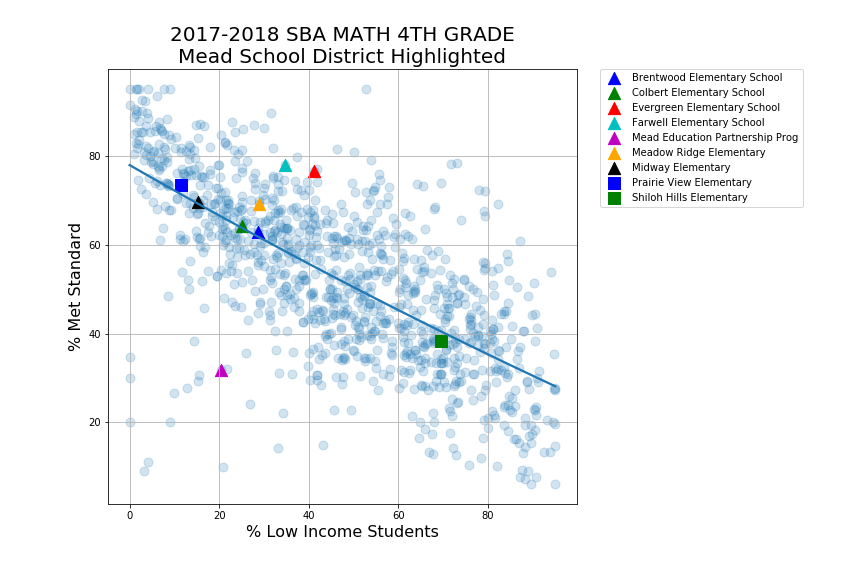 2017-2018 SBA MATH 4TH GRADE
Mead School District Highlighted
% Met Standard
80
60
40
20
0
20
40
60
80
% Low Income Students
Brentwood Elementary School
Colbert Elementary School
Evergreen Elementary School
Farwell Elementary School
Mead Education Partnership Prog
Meadow Ridge Elementary
Midway Elementary
Prairie View Elementary
Shiloh Hills Elementary